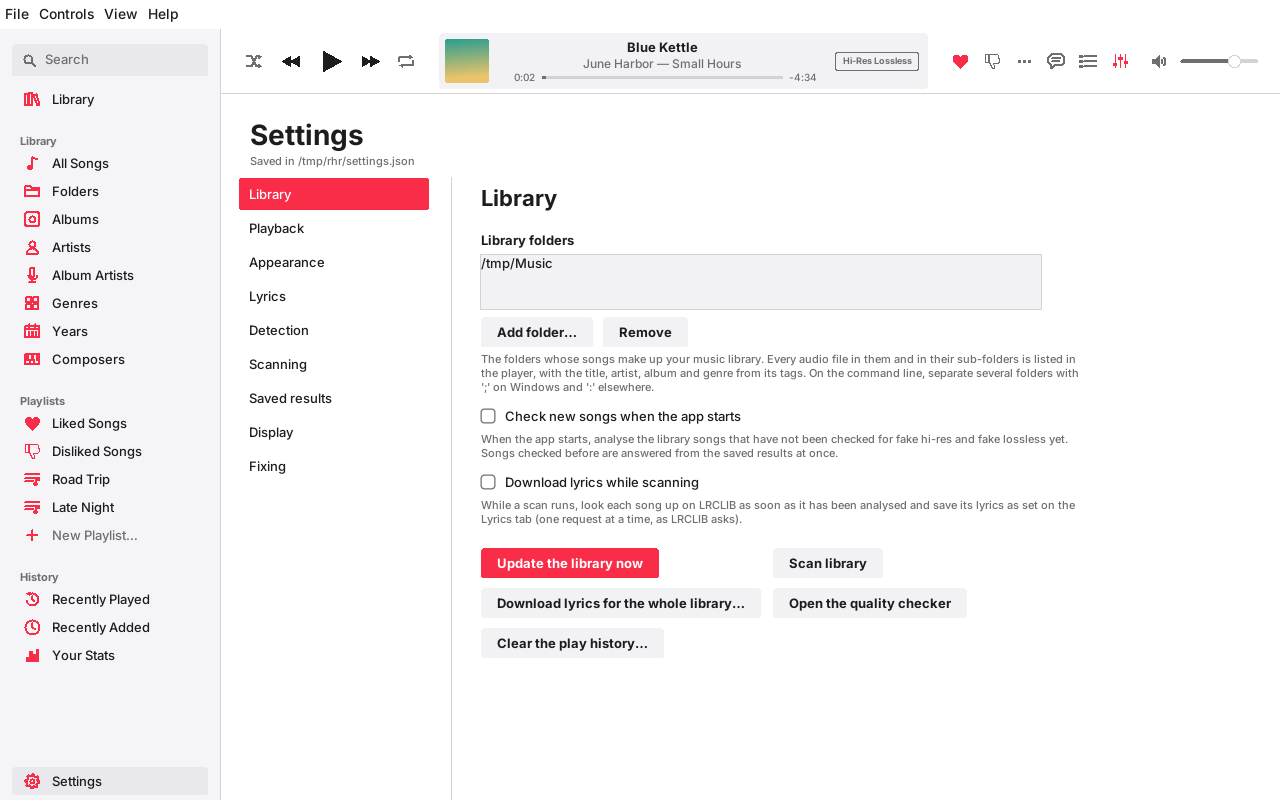 File Controls View Help
Search
Library
Library
All Songs
Folders
Albums
Artists
Album Artists
Genres
Years
Composers
Playlists
Liked Songs
Disliked Songs
Road Trip
Late Night
New Playlist...
History
Recently Played
Recently Added
Your Stats
Settings
Blue Kettle
June Harbor — Small Hours
0:02
-4:34
Hi-Res Lossless
Settings
Saved in /tmp/rhr/settings.json
Library
Playback
Appearance
Lyrics
Detection
Scanning
Saved results
Display
Fixing
Library
Library folders
/tmp/Music
Add folder... Remove
The folders whose songs make up your music library. Every audio file in them and in their sub-folders is listed in
the player, with the title, artist, album and genre from its tags. On the command line, separate several folders with
';' on Windows and ':' elsewhere.
Check new songs when the app starts
When the app starts, analyse the library songs that have not been checked for fake hi-res and fake lossless yet.
Songs checked before are answered from the saved results at once.
Download lyrics while scanning
While a scan runs, look each song up on LRCLIB as soon as it has been analysed and save its lyrics as set on the
Lyrics tab (one request at a time, as LRCLIB asks).
Update the library now Scan library
Download lyrics for the whole library... Open the quality checker
Clear the play history...